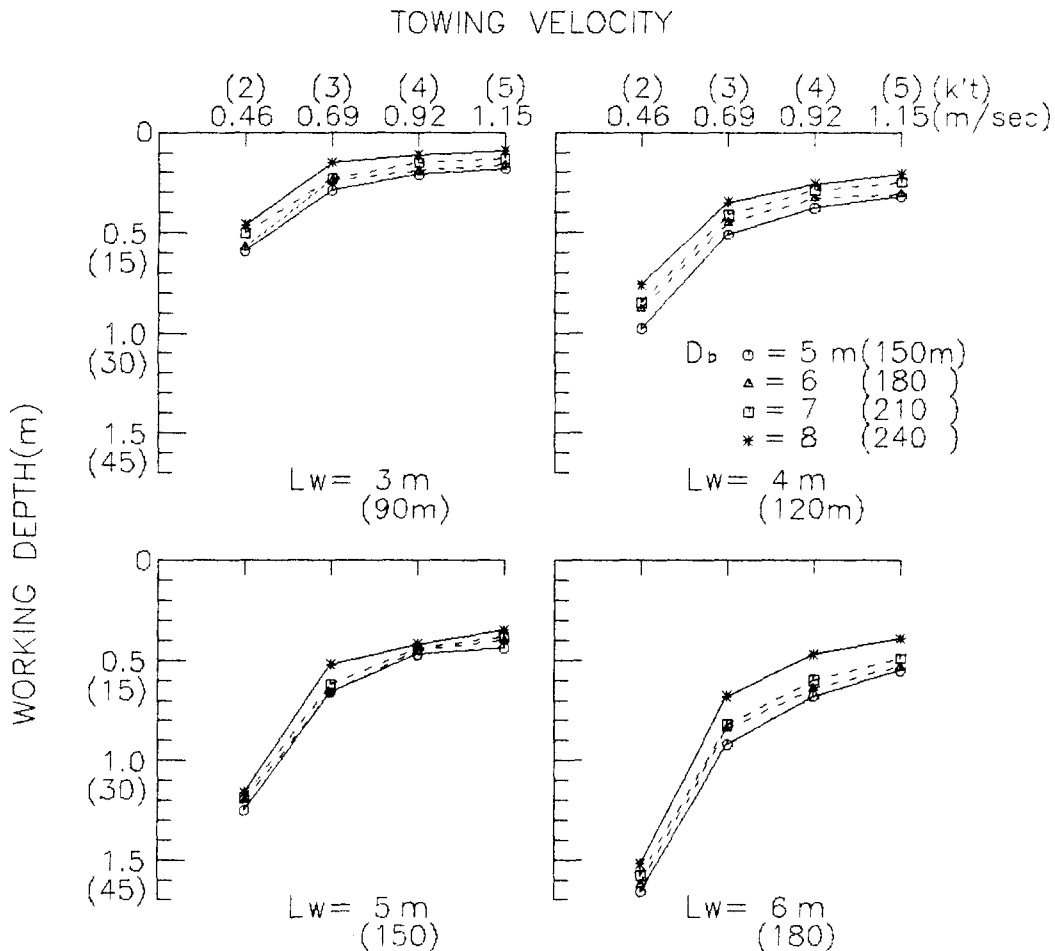 TOWING VELOCITY
(2) (3) (4) (5) (k't)
0.46 0.69 0.92 1.15 (m/sec)
(2) (3) (4) (5)
0.46 0.69 0.92 1.15
WORKING DEPTH(m)
0
0.5
(15)
1.0
(30)
1.5
(45)
Lw= 3 m
(90m)
Db = 5 m(150m)
= 6 (180 )
= 7 (210 )
= 8 (240 )
Lw= 4 m
(120m)
0
0.5
(15)
1.0
(30)
1.5
(45)
Lw= 5 m
(150)
Lw= 6 m
(180)